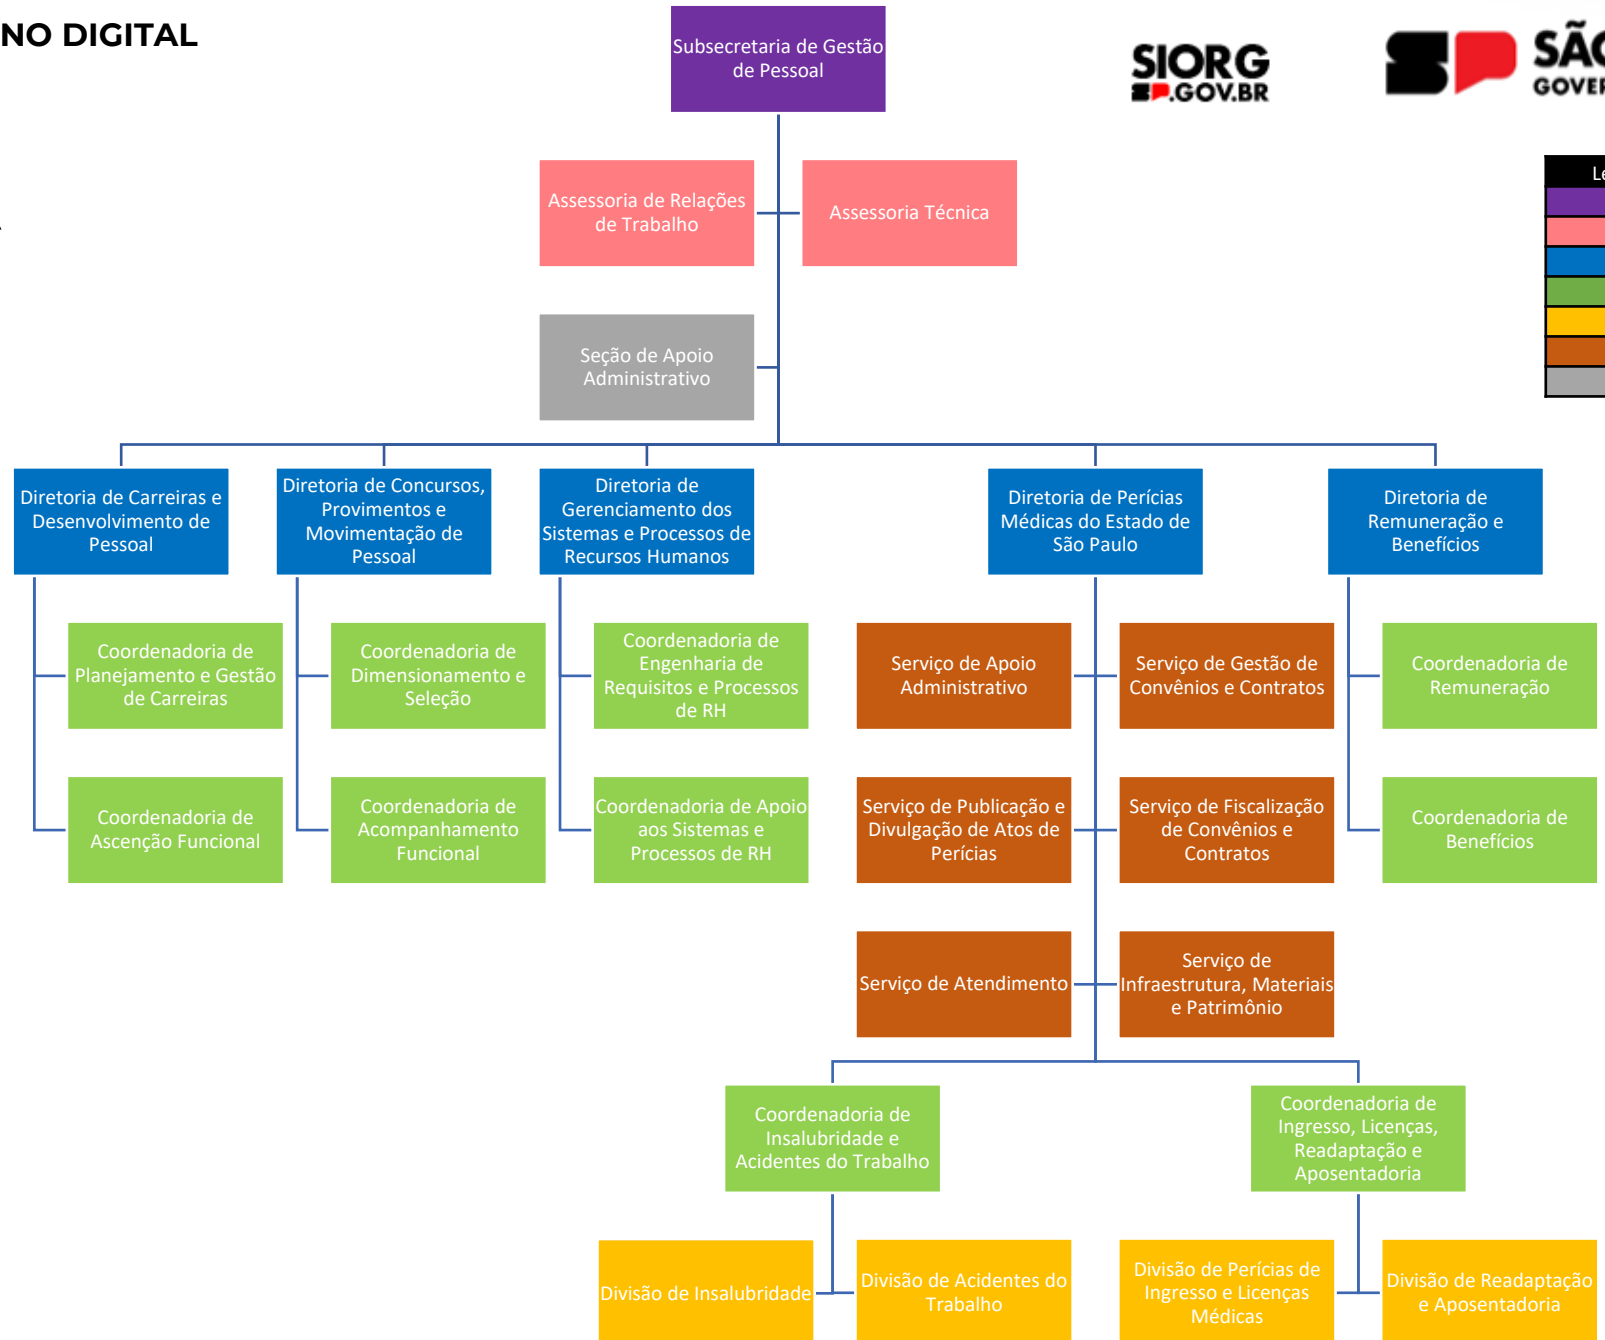 NO DIGITAL
Subsecretaria de Gestão
de Pessoal
SIORG
SP.GOV.BR
SÃO
GOVER
Assessoria de Relações
de Trabalho
Assessoria Técnica
Le
Seção de Apoio
Administrativo
Diretoria de Carreiras e
Desenvolvimento de
Pessoal
Diretoria de Concursos,
Provimentos e
Movimentação de
Pessoal
Diretoria de
Gerenciamento dos
Sistemas e Processos de
Recursos Humanos
Diretoria de Perícias
Médicas do Estado de
São Paulo
Diretoria de
Remuneração e
Benefícios
Coordenadoria de
Planejamento e Gestão
de Carreiras
Coordenadoria de
Dimensionamento e
Seleção
Coordenadoria de
Engenharia de
Requisitos e Processos
de RH
Serviço de Apoio
Administrativo
Serviço de Gestão de
Convênios e Contratos
Coordenadoria de
Remuneração
Coordenadoria de
Ascenção Funcional
Coordenadoria de
Acompanhamento
Funcional
Coordenadoria de Apoio
aos Sistemas e
Processos de RH
Serviço de Publicação e
Divulgação de Atos de
Perícias
Serviço de Fiscalização
de Convênios e
Contratos
Coordenadoria de
Benefícios
Serviço de Atendimento
Serviço de
Infraestrutura, Materiais
e Patrimônio
Coordenadoria de
Insalubridade e
Acidentes do Trabalho
Coordenadoria de
Ingresso, Licenças,
Readaptação e
Aposentadoria
Divisão de Insalubridade
Divisão de Acidentes do
Trabalho
Divisão de Perícias de
Ingresso e Licenças
Médicas
Divisão de Readaptação
e Aposentadoria